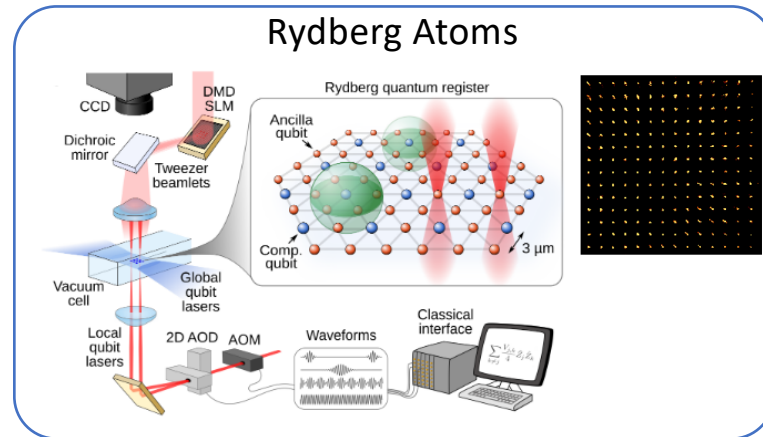 Rydberg Atoms
CCD
DMD
SLM
Dichroic
mirror
Tweezer
beamlets
Rydberg quantum register
Ancilla
qubit
Comp.
qubit
3 µm
Vacuum
cell
Global
qubit
lasers
Local
qubit
lasers
2D AOD
AOM
Waveforms
Classical
interface